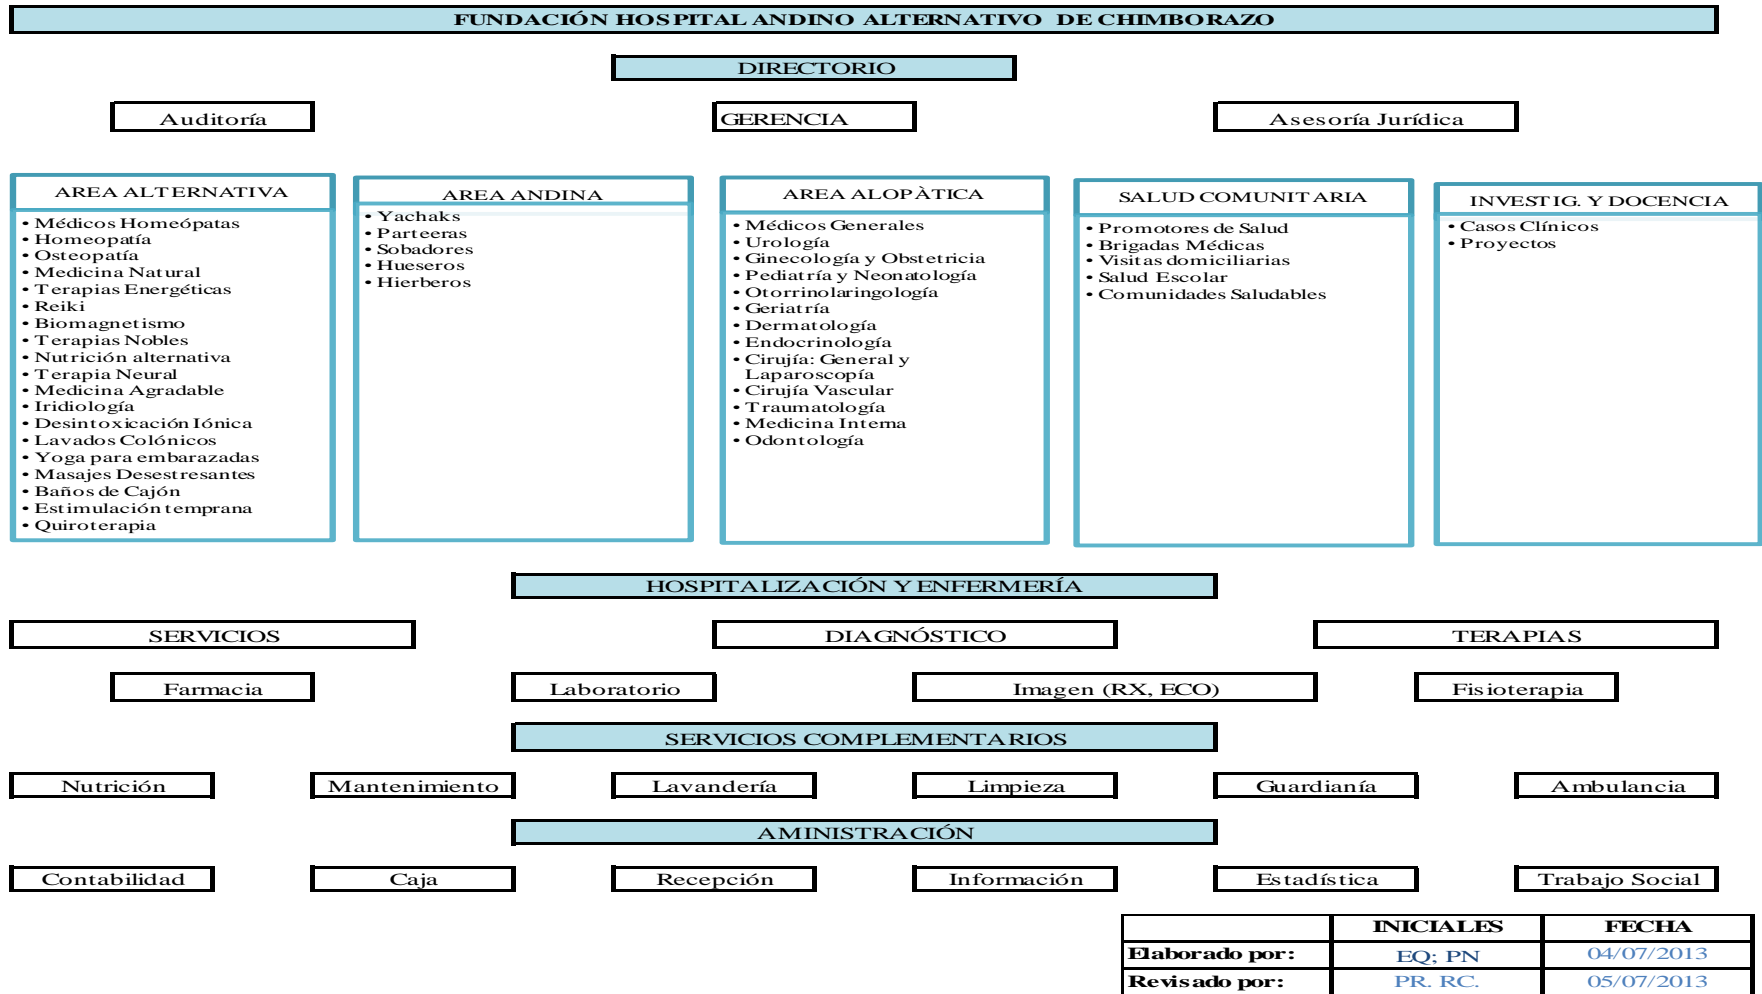 FUNDACIÓN HOSPITAL ANDINO ALTERNATIVO DE CHIMBORAZO
DIRECTORIO
Auditoría
GERENCIA
Asesoría Jurídica
AREA ALTERNATIVA
• Médicos Homeópatas
• Homeopatía
• Osteopatía
• Medicina Natural
• Terapias Energéticas
• Reiki
• Biomagnetismo
• Terapias Nobles
• Nutrición alternativa
• Terapia Neural
• Medicina Agradable
• Iridiología
• Desintoxicación Iónica
• Lavados Colónicos
• Yoga para embarazadas
• Masajes Desestresantes
• Baños de Cajón
• Estimulación temprana
• Quiroterapia
AREA ANDINA
• Yachaks
• Parteeras
• Sobadores
• Hueseros
• Hierberos
AREA ALOPÀTICA
• Médicos Generales
• Urología
• Ginecología y Obstetricia
• Pediatría y Neonatología
• Otorrinolaringología
• Geriatría
• Dermatología
• Endocrinología
• Cirujía: General y
Laparoscopía
• Cirujía Vascular
• Traumatología
• Medicina Interna
• Odontología
SALUD COMUNITARIA
• Promotores de Salud
• Brigadas Médicas
• Visitas domiciliarias
• Salud Escolar
• Comunidades Saludables
INVESTIG. Y DOCENCIA
• Casos Clínicos
• Proyectos
HOSPITALIZACIÓN Y ENFERMERÍA
SERVICIOS
DIAGNÓSTICO
TERAPIAS
Farmacia
Laboratorio
Imagen (RX, ECO)
Fisioterapia
SERVICIOS COMPLEMENTARIOS
Nutrición
Mantenimiento
Lavandería
Limpieza
Guardianía
Ambulancia
AMINISTRACIÓN
Contabilidad
Caja
Recepción
Información
Estadística
Trabajo Social
INICIALES FECHA
Elaborado por: EQ; PN 04/07/2013
Revisado por: PR. RC. 05/07/2013